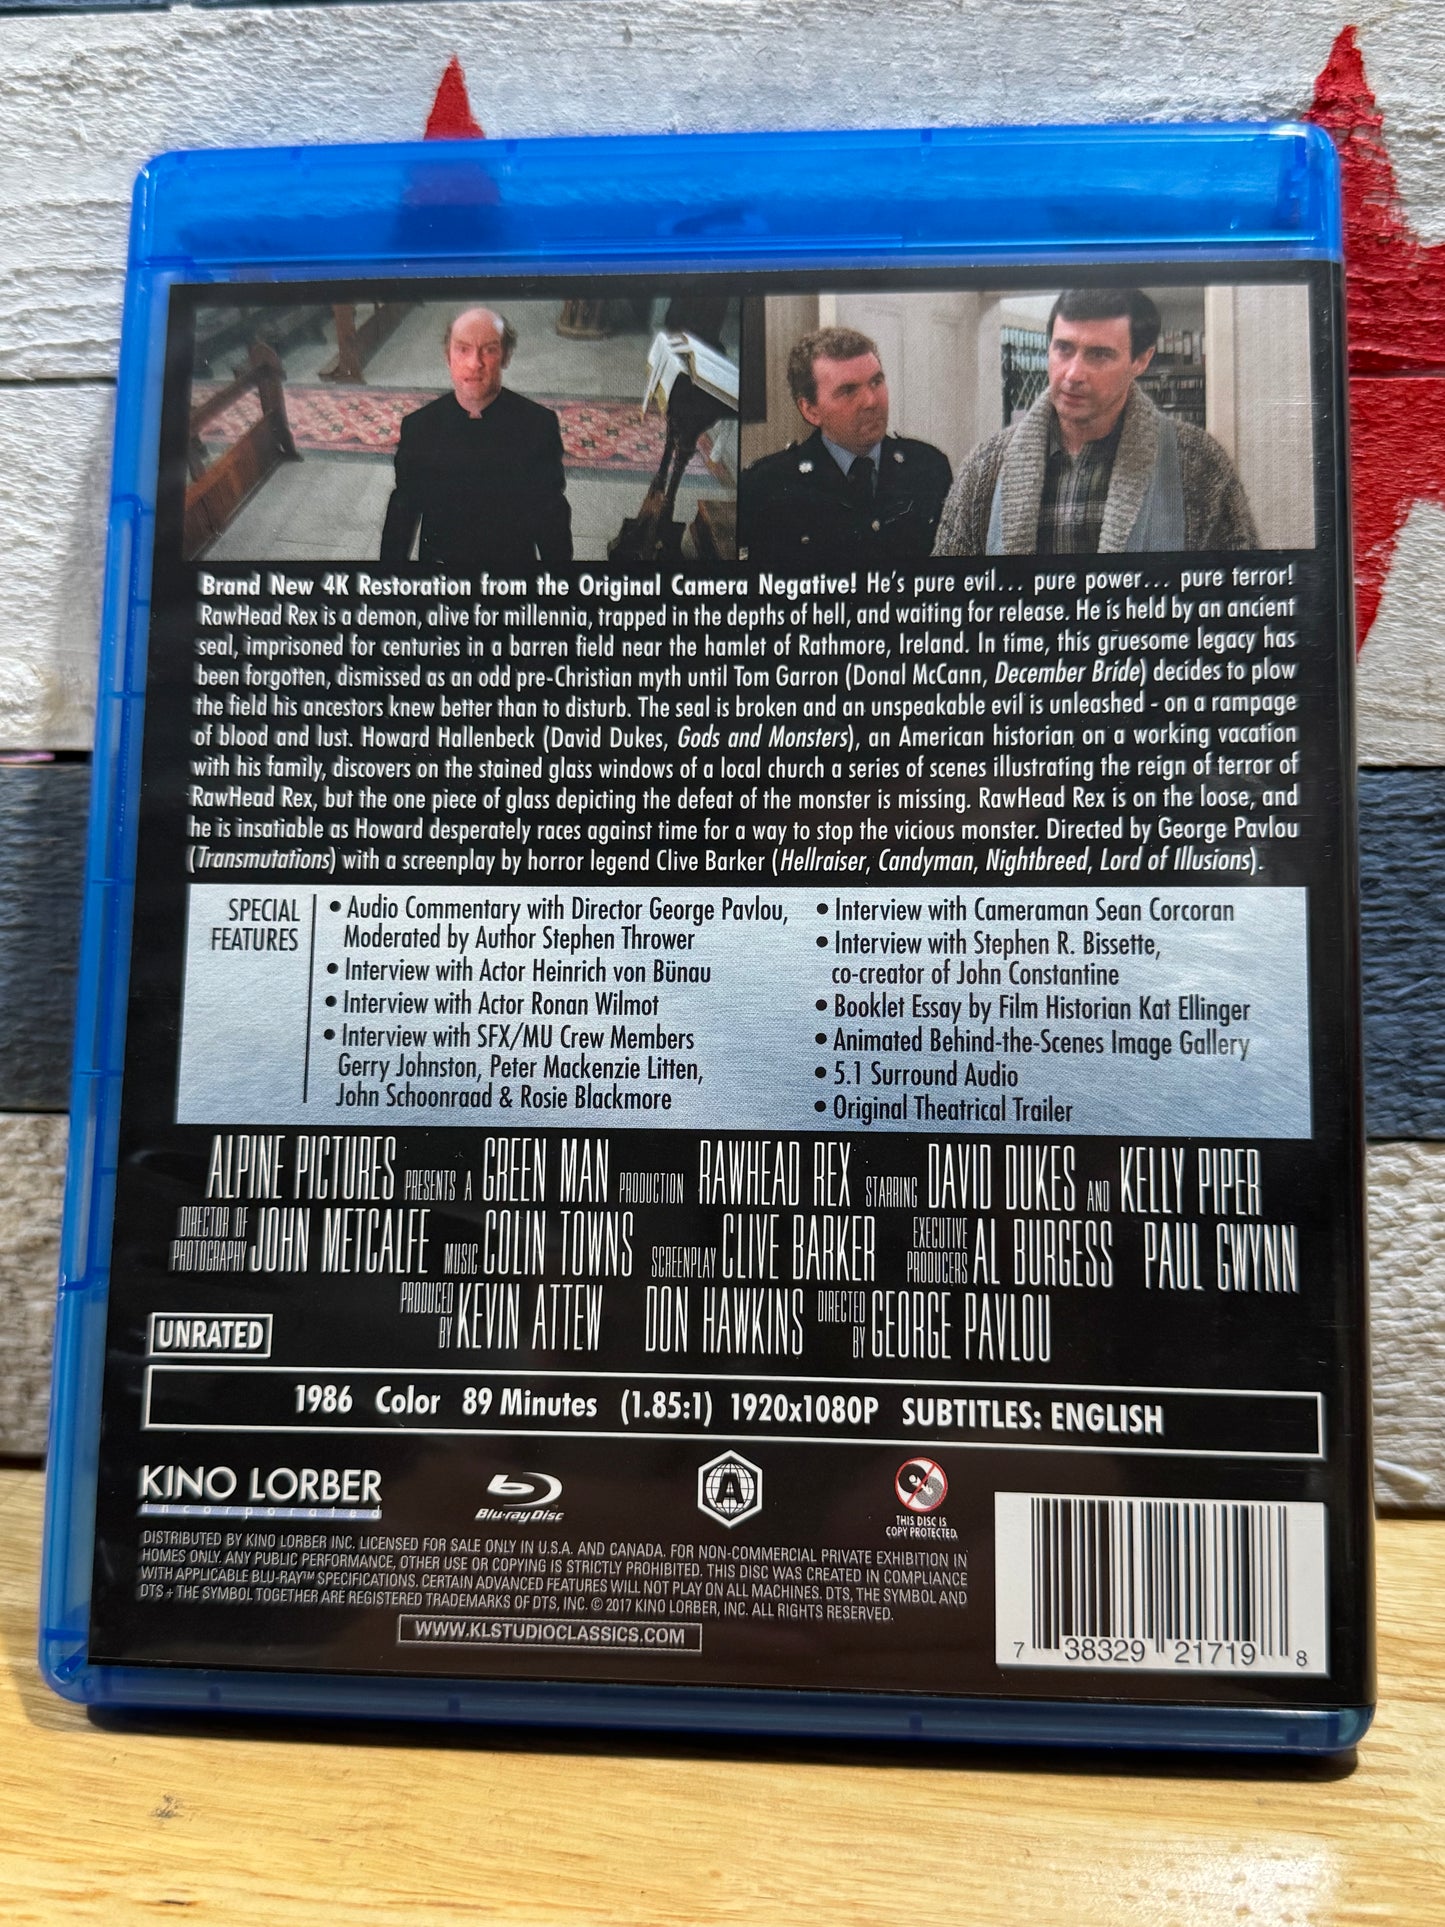 Brand New 4K Restoration from the Original Camera Negative! He's pure evil... pure power... pure terror!
RawHead Rex is a demon, alive for millennia, trapped in the depths of hell, and waiting for release. He is held by an ancient
seal, imprisoned for centuries in a barren field near the hamlet of Rathmore, Ireland. In time, this gruesome legacy has
been forgotten, dismissed as an odd pre-Christian myth until Tom Garron (Donal McCann, December Bride) decides to plow
the field his ancestors knew better than to disturb. The seal is broken and an unspeakable evil is unleashed - on a rampage
of blood and lust. Howard Hallenbeck (David Dukes, Gods and Monsters), an American historian on a working vacation
with his family, discovers on the stained glass windows of a local church a series of scenes illustrating the reign of terror of
RawHead Rex, but the one piece of glass depicting the defeat of the monster is missing. RawHead Rex is on the loose, and
he is insatiable as Howard desperately races against time for a way to stop the vicious monster. Directed by George Pavlou
(Transmutations) with a screenplay by horror legend Clive Barker (Hellraiser, Candyman, Nightbreed, Lord of Illusions).
SPECIAL
FEATURES
• Audio Commentary with Director George Pavlou,
Moderated by Author Stephen Thrower
• Interview with Actor Heinrich von Bünau
• Interview with Actor Ronan Wilmot
• Interview with SFX/MU Crew Members
Gerry Johnston, Peter Mackenzie Litten,
John Schoonraad & Rosie Blackmore
• Interview with Cameraman Sean Corcoran
• Interview with Stephen R. Bissette,
co-creator of John Constantine
• Booklet Essay by Film Historian Kat Ellinger
• Animated Behind-the-Scenes Image Gallery
• 5.1 Surround Audio
• Original Theatrical Trailer
ALPINE PICTURES PRESENTS A GREEN MAN PRODUCTION RAWHEAD REX STARRING DAVID DUKES AND KELLY PIPER
DIRECTOR OF PHOTOGRAPHY JOHN METCALFE MUSIC COLIN TOWNS SCREENPLAY CLIVE BARKER EXECUTIVE PRODUCERS AL BURGESS PAUL GWYNN
PRODUCED BY KEVIN ATTEW DON HAWKINS DIRECTED BY GEORGE PAVLOU
UNRATED
1986 Color 89 Minutes (1.85:1) 1920x1080P SUBTITLES: ENGLISH
KINO LORBER
incorporated
Blu-ray Disc
A
THIS DISC IS
COPY PROTECTED.
DISTRIBUTED BY KINO LORBER INC. LICENSED FOR SALE ONLY IN U.S.A. AND CANADA. FOR NON-COMMERCIAL PRIVATE EXHIBITION IN
HOMES ONLY. ANY PUBLIC PERFORMANCE, OTHER USE OR COPYING IS STRICTLY PROHIBITED. THIS DISC WAS CREATED IN COMPLIANCE
WITH APPLICABLE BLU-RAY™ SPECIFICATIONS. CERTAIN ADVANCED FEATURES WILL NOT PLAY ON ALL MACHINES. DTS, THE SYMBOL AND
DTS + THE SYMBOL TOGETHER ARE REGISTERED TRADEMARKS OF DTS, INC. © 2017 KINO LORBER, INC. ALL RIGHTS RESERVED.
WWW.KLSTUDIOCLASSICS.COM
7 38329 21719 8